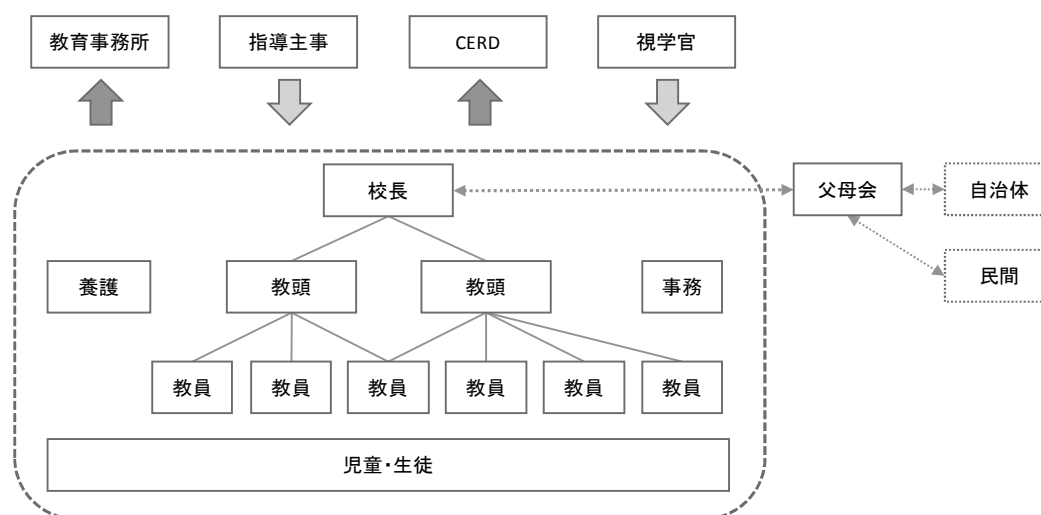 教育事務所
指導主事
CERD
視学官
校長
父母会
自治体
養護
教頭
教頭
事務
民間
教員
教員
教員
教員
教員
教員
児童・生徒